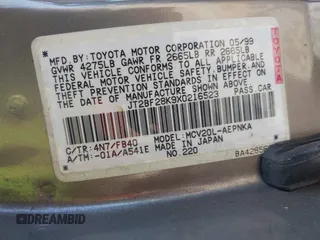 MFD. BY: TOYOTA MOTOR CORPORATION 05/99
GVWR 4275LB GAWR FR 2665LB RR 2665LB
THIS VEHICLE CONFORMS TO ALL APPLICABLE
FEDERAL MOTOR VEHICLE SAFETY, BUMPER, AND
THEFT PREVENTION STANDARDS IN EFFECT ON
THE DATE OF MANUFACTURE SHOWN ABOVE.
JT2BF28K9X0216523 PASS.CAR
TOYOTA
C/TR: 4N7/FB40 MODEL: MCV20L-AEPNKA
A/TM: -01A/A541E MADE IN JAPAN
NO.220
© AUTOBIDMASTER